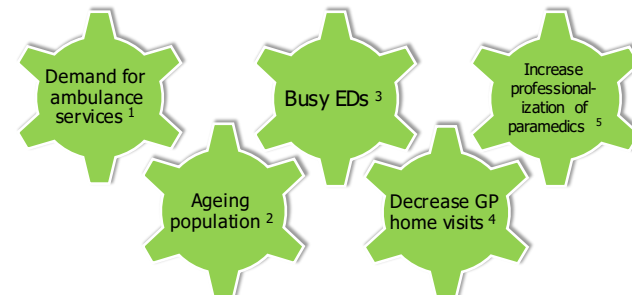 Demand for
ambulance
services 1
Ageing
population 2
Busy EDs 3
Decrease GP
home visits 4
Increase
professional-
ization of
paramedics 5